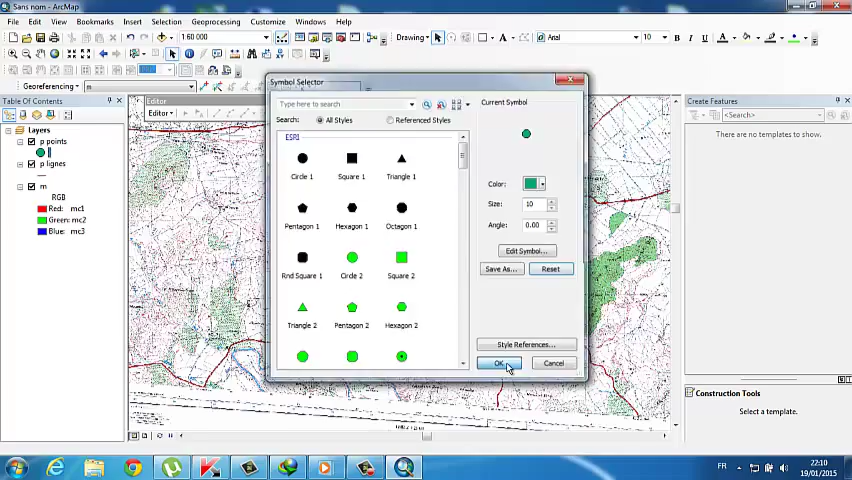 Sans nom - ArcMap
File Edit View Bookmarks Insert Selection Geoprocessing Customize Windows Help
1:60 000
Drawing
Arial
10
B I U A
Georeferencing
m
Editor
Editor
Table Of Contents
Layers
p points
p lignes
m
RGB
Red: mc1
Green: mc2
Blue: mc3
Symbol Selector
Type here to search
Search:
All Styles
Referenced Styles
ESRI
Circle 1
Square 1
Triangle 1
Pentagon 1
Hexagon 1
Octagon 1
Rnd Square 1
Circle 2
Square 2
Triangle 2
Pentagon 2
Hexagon 2
Current Symbol
Color:
Size: 10
Angle: 0.00
Edit Symbol...
Save As...
Reset
Style References...
OK
Cancel
Create Features
<Search>
There are no templates to show.
Construction Tools
Select a template.
FR
22:10
19/01/2015